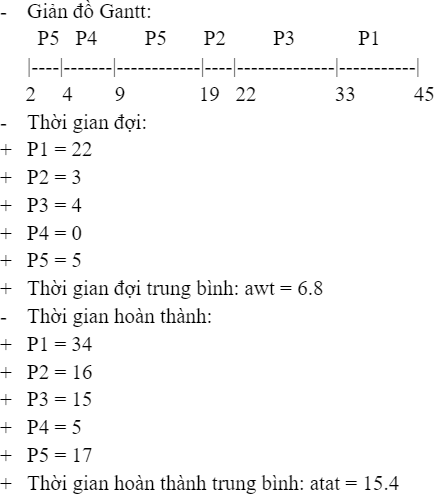 - Giản đồ Gantt:
P5 P4 P5 P2 P3 P1
|----|-------|------------|----|--------------|-----------|
2 4 9 19 22 33 45
- Thời gian đợi:
+ P1 = 22
+ P2 = 3
+ P3 = 4
+ P4 = 0
+ P5 = 5
+ Thời gian đợi trung bình: awt = 6.8
- Thời gian hoàn thành:
+ P1 = 34
+ P2 = 16
+ P3 = 15
+ P4 = 5
+ P5 = 17
+ Thời gian hoàn thành trung bình: atat = 15.4